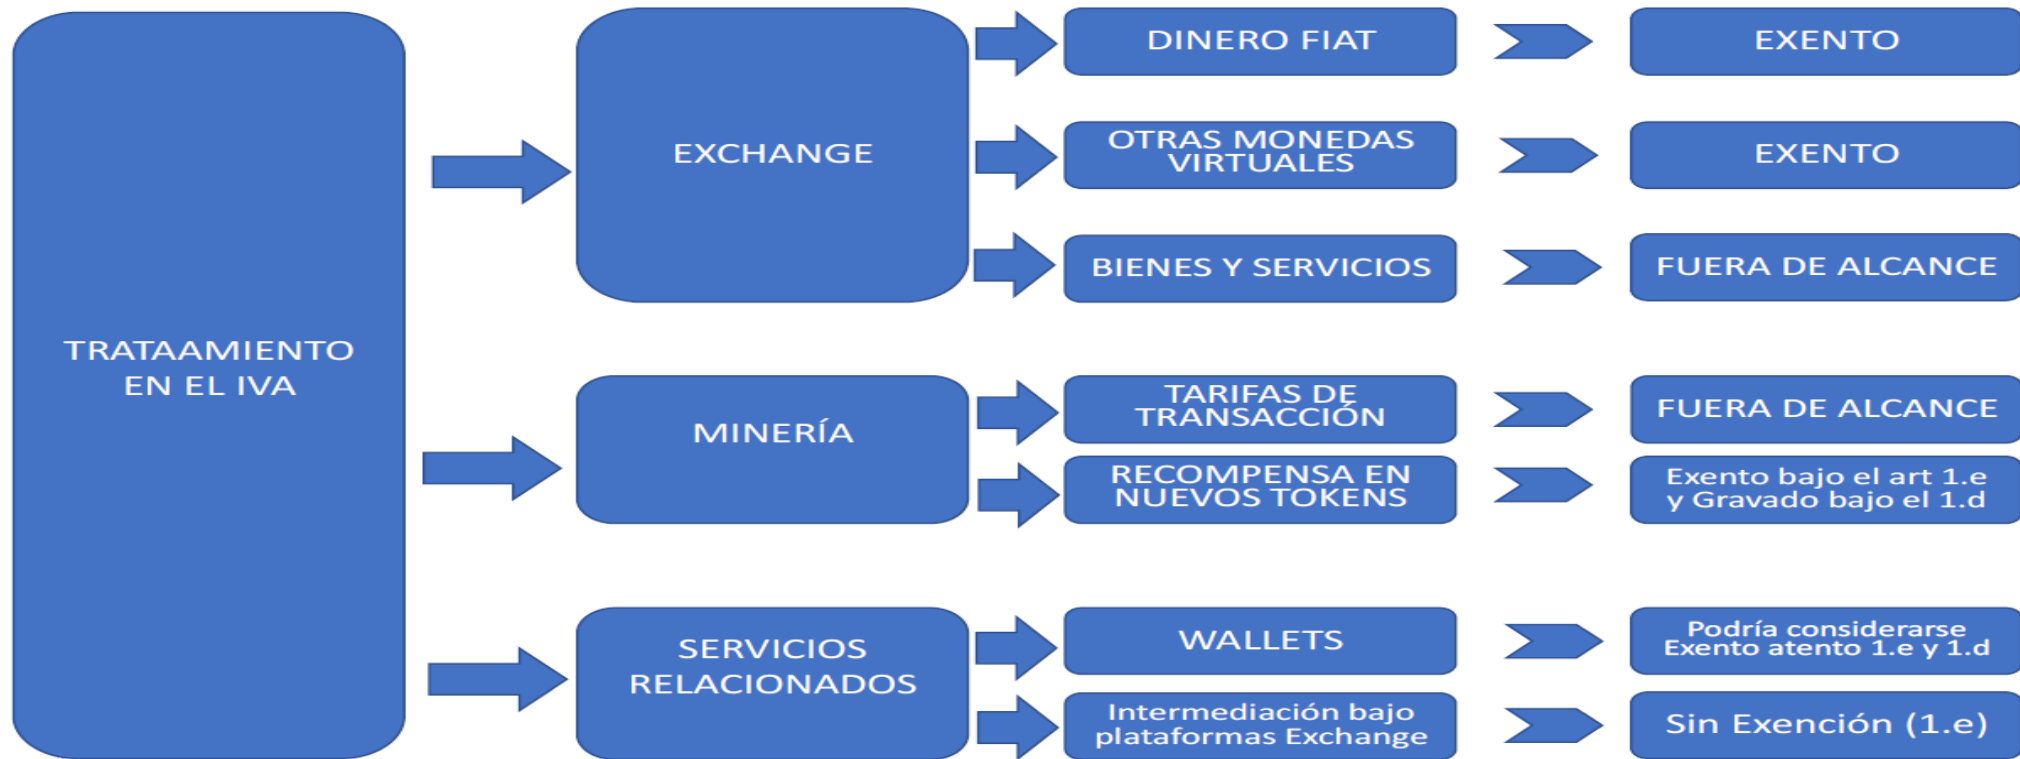 TRATAAMIENTO
EN EL IVA
EXCHANGE
DINERO FIAT
EXENTO
OTRAS MONEDAS
VIRTUALES
EXENTO
BIENES Y SERVICIOS
FUERA DE ALCANCE
MINERÍA
TARIFAS DE
TRANSACCIÓN
FUERA DE ALCANCE
RECOMPENSA EN
NUEVOS TOKENS
Exento bajo el art 1.e
y Gravado bajo el 1.d
SERVICIOS
RELACIONADOS
WALLETS
Podría considerarse
Exento atento 1.e y 1.d
Intermediación bajo
plataformas Exchange
Sin Exención (1.e)